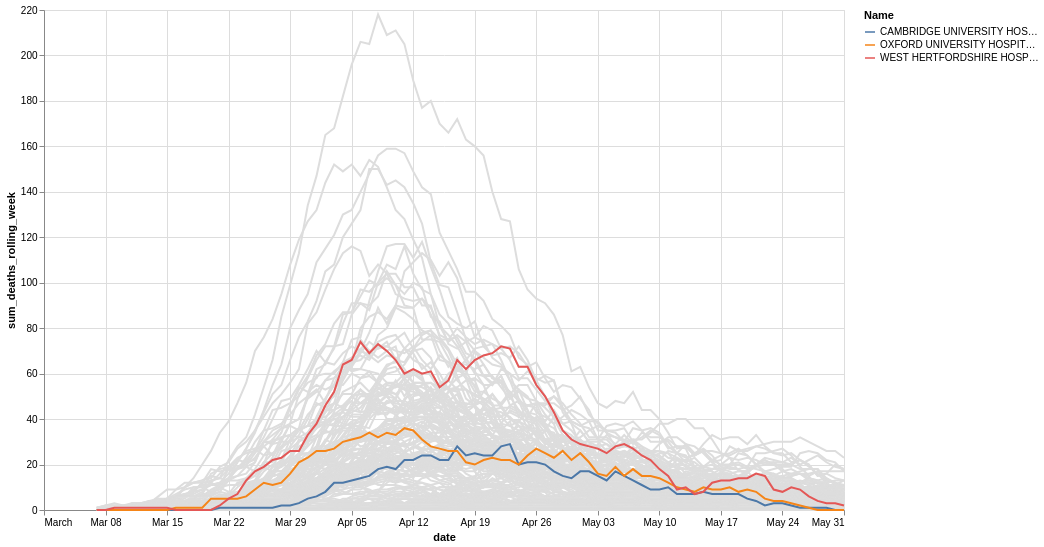 220
200
180
160
140
120
100
80
60
40
20
0
sum_deaths_rolling_week
March
Mar 08
Mar 15
Mar 22
Mar 29
Apr 05
Apr 12
Apr 19
Apr 26
May 03
May 10
May 17
May 24
May 31
date
Name
CAMBRIDGE UNIVERSITY HOS…
OXFORD UNIVERSITY HOSPIT…
WEST HERTFORDSHIRE HOSP…